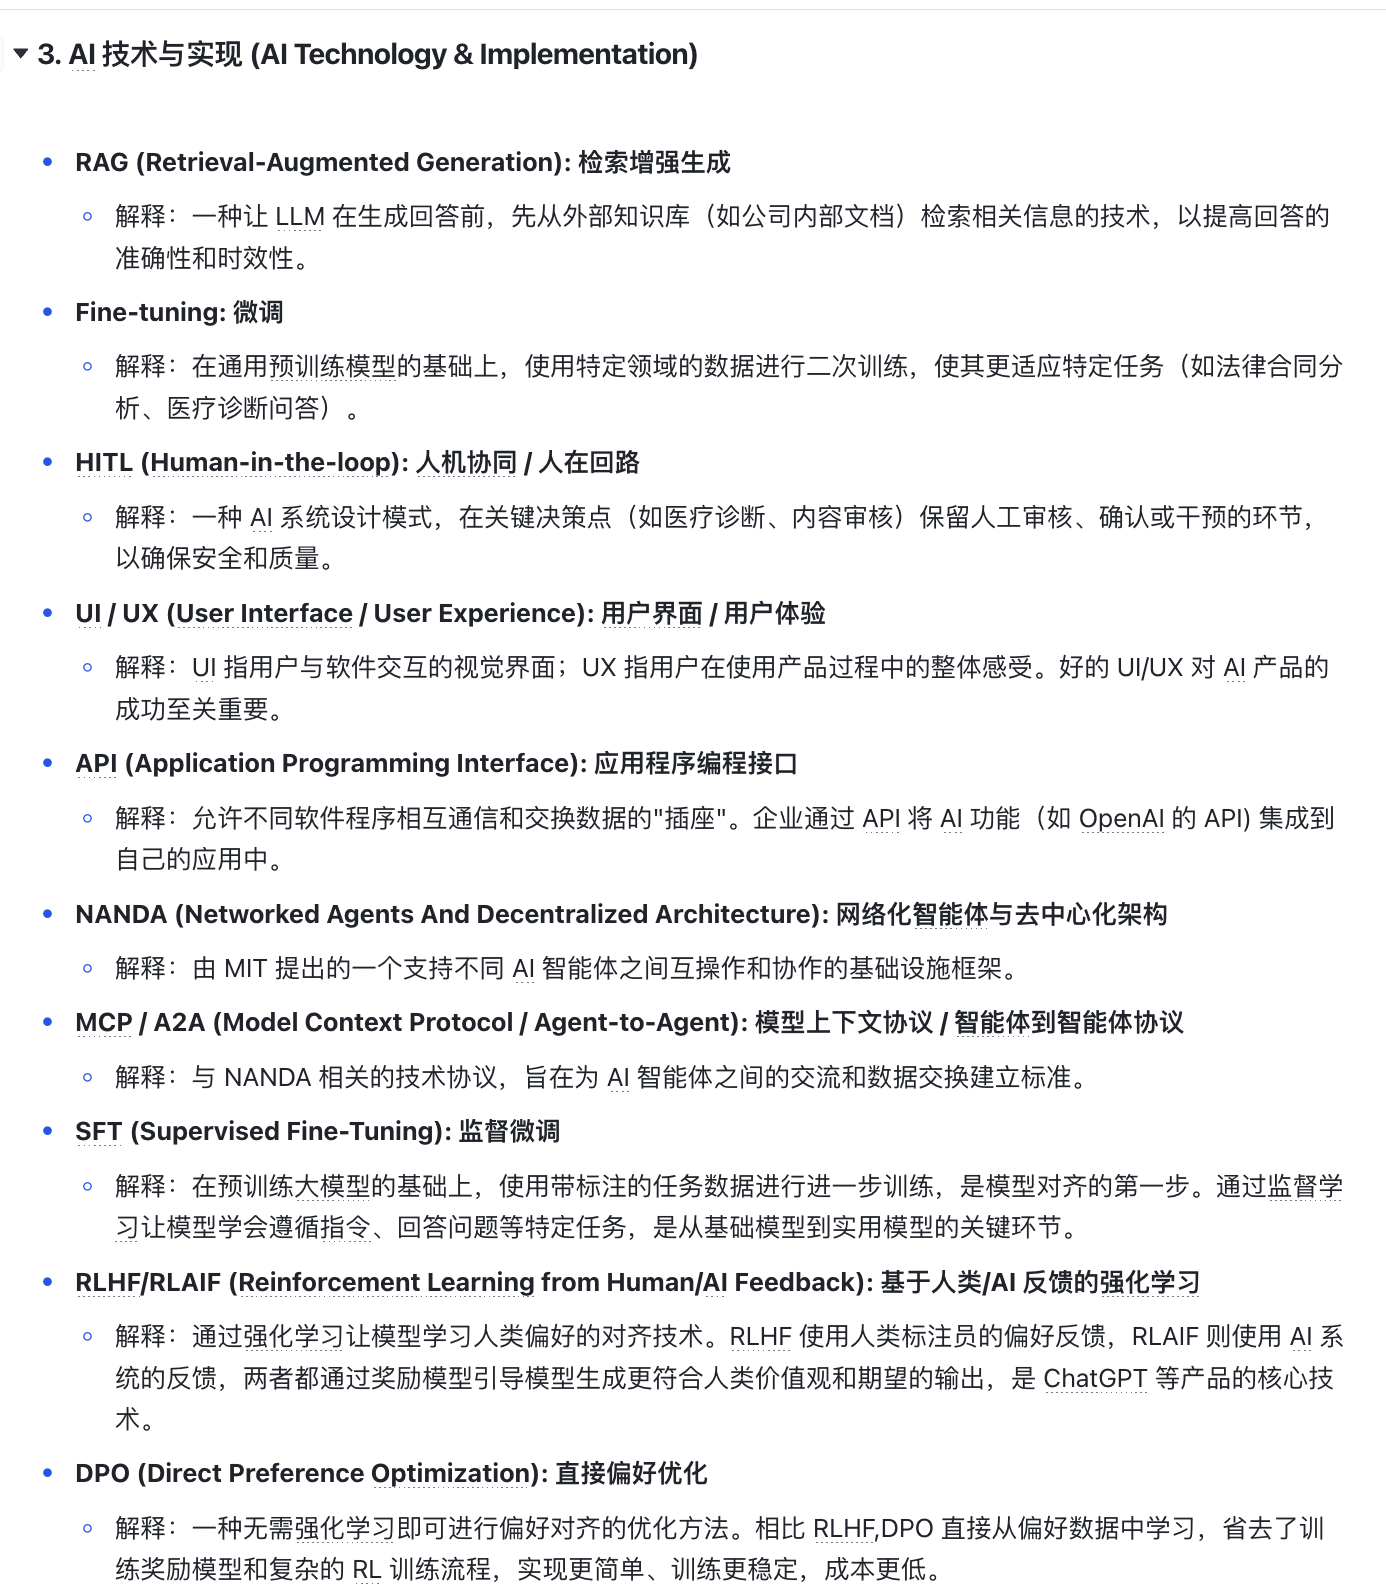 3. AI 技术与实现 (AI Technology & Implementation)
RAG (Retrieval-Augmented Generation): 检索增强生成
解释：一种让 LLM 在生成回答前，先从外部知识库（如公司内部文档）检索相关信息的技术，以提高回答的
准确性和时效性。
Fine-tuning: 微调
解释：在通用预训练模型的基础上，使用特定领域的数据进行二次训练，使其更适应特定任务（如法律合同分
析、医疗诊断问答）。
HITL (Human-in-the-loop): 人机协同 / 人在回路
解释：一种 AI 系统设计模式，在关键决策点（如医疗诊断、内容审核）保留人工审核、确认或干预的环节，
以确保安全和质量。
UI / UX (User Interface / User Experience): 用户界面 / 用户体验
解释：UI 指用户与软件交互的视觉界面；UX 指用户在使用产品过程中的整体感受。好的 UI/UX 对 AI 产品的
成功至关重要。
API (Application Programming Interface): 应用程序编程接口
解释：允许不同软件程序相互通信和交换数据的"插座"。企业通过 API 将 AI 功能（如 OpenAI 的 API) 集成到
自己的应用中。
NANDA (Networked Agents And Decentralized Architecture): 网络化智能体与去中心化架构
解释：由 MIT 提出的一个支持不同 AI 智能体之间互操作和协作的基础设施框架。
MCP / A2A (Model Context Protocol / Agent-to-Agent): 模型上下文协议 / 智能体到智能体协议
解释：与 NANDA 相关的技术协议，旨在为 AI 智能体之间的交流和数据交换建立标准。
SFT (Supervised Fine-Tuning): 监督微调
解释：在预训练大模型的基础上，使用带标注的任务数据进行进一步训练，是模型对齐的第一步。通过监督学
习让模型学会遵循指令、回答问题等特定任务，是从基础模型到实用模型的关键环节。
RLHF/RLAIF (Reinforcement Learning from Human/AI Feedback): 基于人类/AI 反馈的强化学习
解释：通过强化学习让模型学习人类偏好的对齐技术。RLHF 使用人类标注员的偏好反馈，RLAIF 则使用 AI 系
统的反馈，两者都通过奖励模型引导模型生成更符合人类价值观和期望的输出，是 ChatGPT 等产品的核心技
术。
DPO (Direct Preference Optimization): 直接偏好优化
解释：一种无需强化学习即可进行偏好对齐的优化方法。相比 RLHF,DPO 直接从偏好数据中学习，省去了训
练奖励模型和复杂的 RL 训练流程，实现更简单、训练更稳定，成本更低。